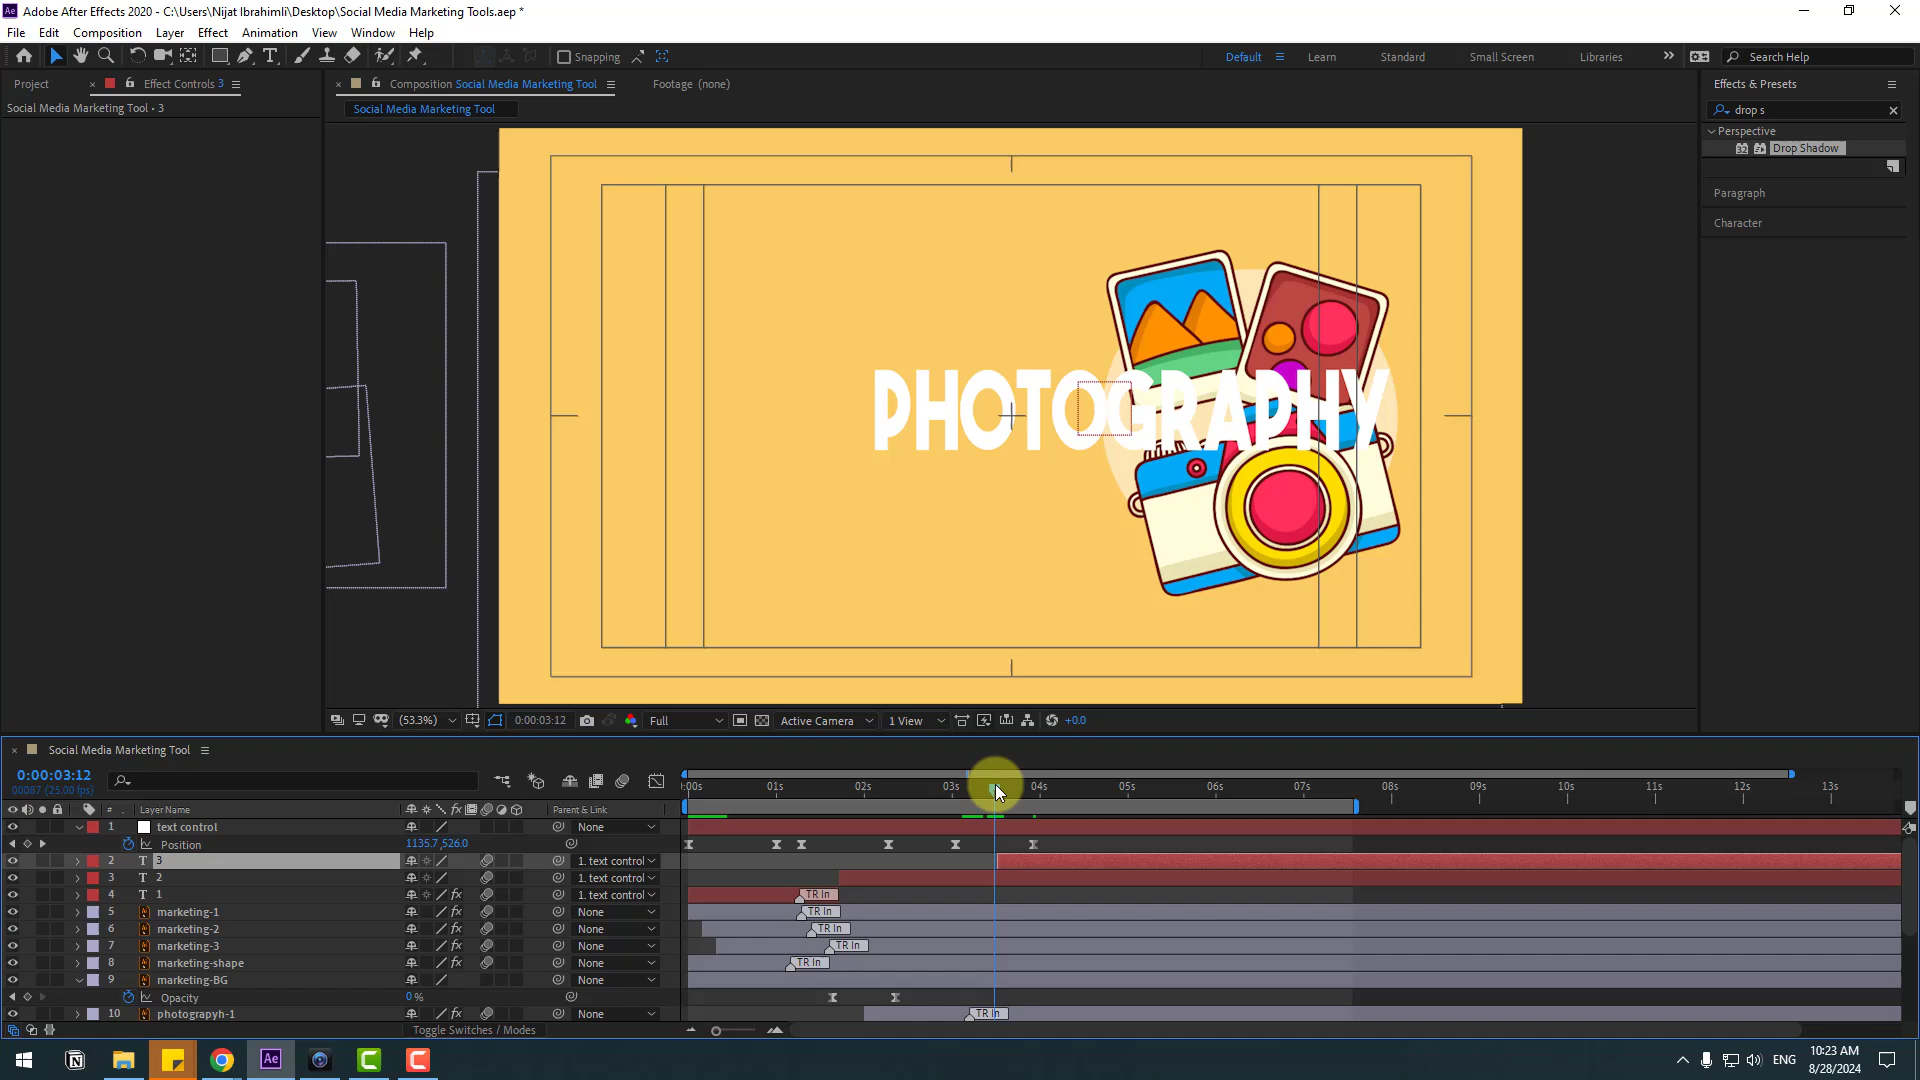 Adobe After Effects 2020 - C:\Users\Nijat Ibrahimli\Desktop\Social Media Marketing Tools.aep *
File Edit Composition Layer Effect Animation View Window Help
Snapping
Default Learn Standard Small Screen Libraries Search Help
Project Effect Controls 3
Composition Social Media Marketing Tool Footage (none)
Effects & Presets
Social Media Marketing Tool • 3
Social Media Marketing Tool
drop s
Perspective
32 Drop Shadow
Paragraph
Character
PHOTOGRAPHY
(53.3%) 0:00:03:12 Full Active Camera 1 View +0.0
Social Media Marketing Tool
0:00:03:12
00087 (25.00 fps)
:00s 01s 02s 03s 04s 05s 06s 07s 08s 09s 10s 11s 12s 13s
# Layer Name Parent & Link
1 text control None
Position 1135.7,526.0
2 T 3 1. text control
3 T 2 1. text control
4 T 1 1. text control TR In
5 marketing-1 None TR In
6 marketing-2 None TR In
7 marketing-3 None TR In
8 marketing-shape None TR In
9 marketing-BG None
Opacity 0%
10 photograpyh-1 None TR In
Toggle Switches / Modes
ENG
10:23 AM
8/28/2024